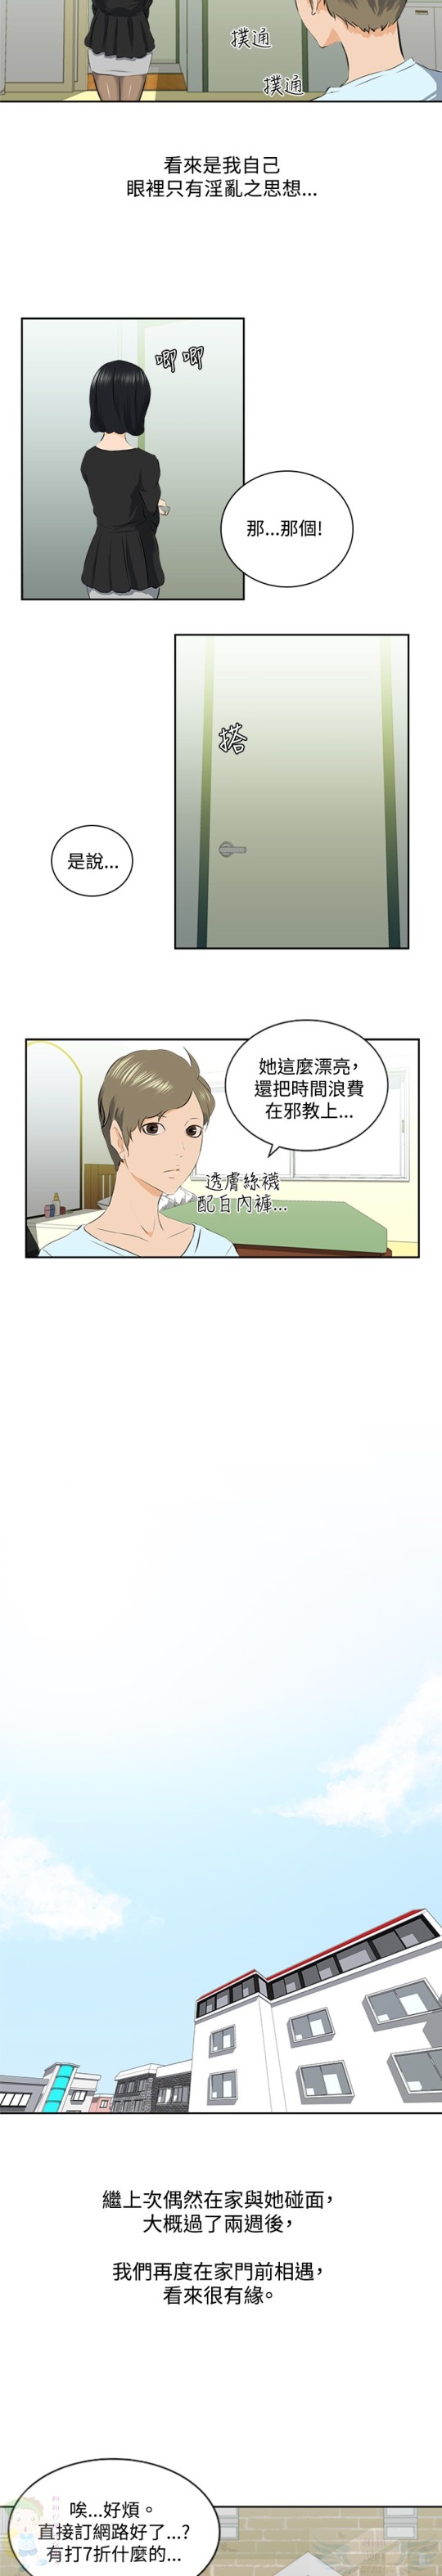 撲通
撲通
看來是我自己
眼裡只有淫亂之思想...
唧唧
那...那個!
搭
是說...
她這麼漂亮,
還把時間浪費
在邪教上...
透膚絲襪
配白內褲...
繼上次偶然在家與她碰面,
大概過了兩週後,
我們再度在家門前相遇,
看來很有緣。
唉...好煩。
直接訂網路好了...?
有打7折什麼的...